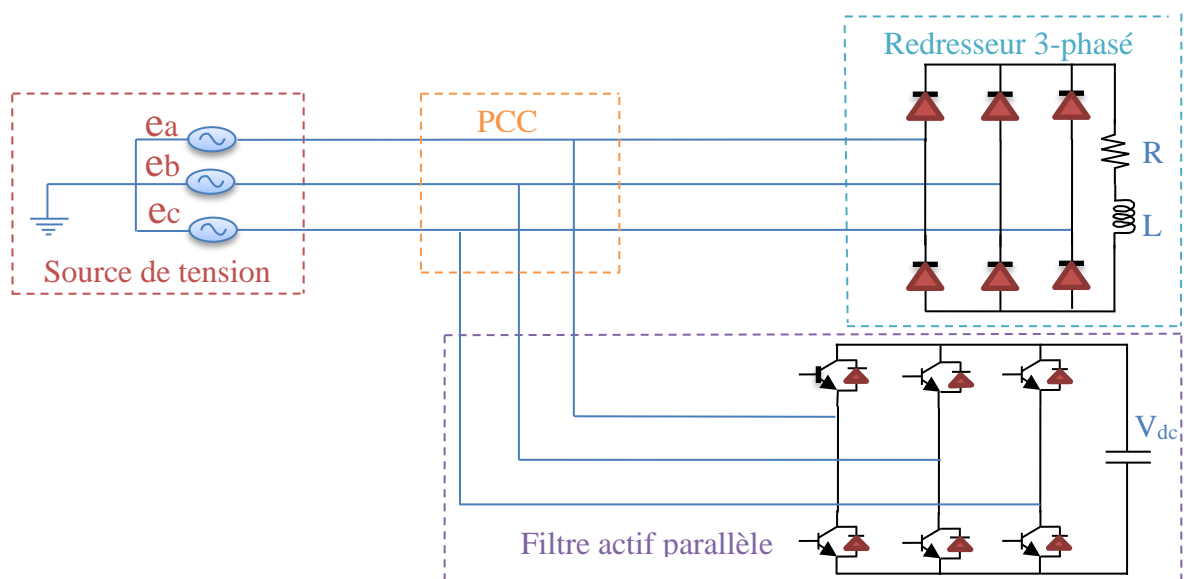 Redresseur 3-phasé
PCC
ea
eb
ec
R
L
Source de tension
Vdc
Filtre actif parallèle